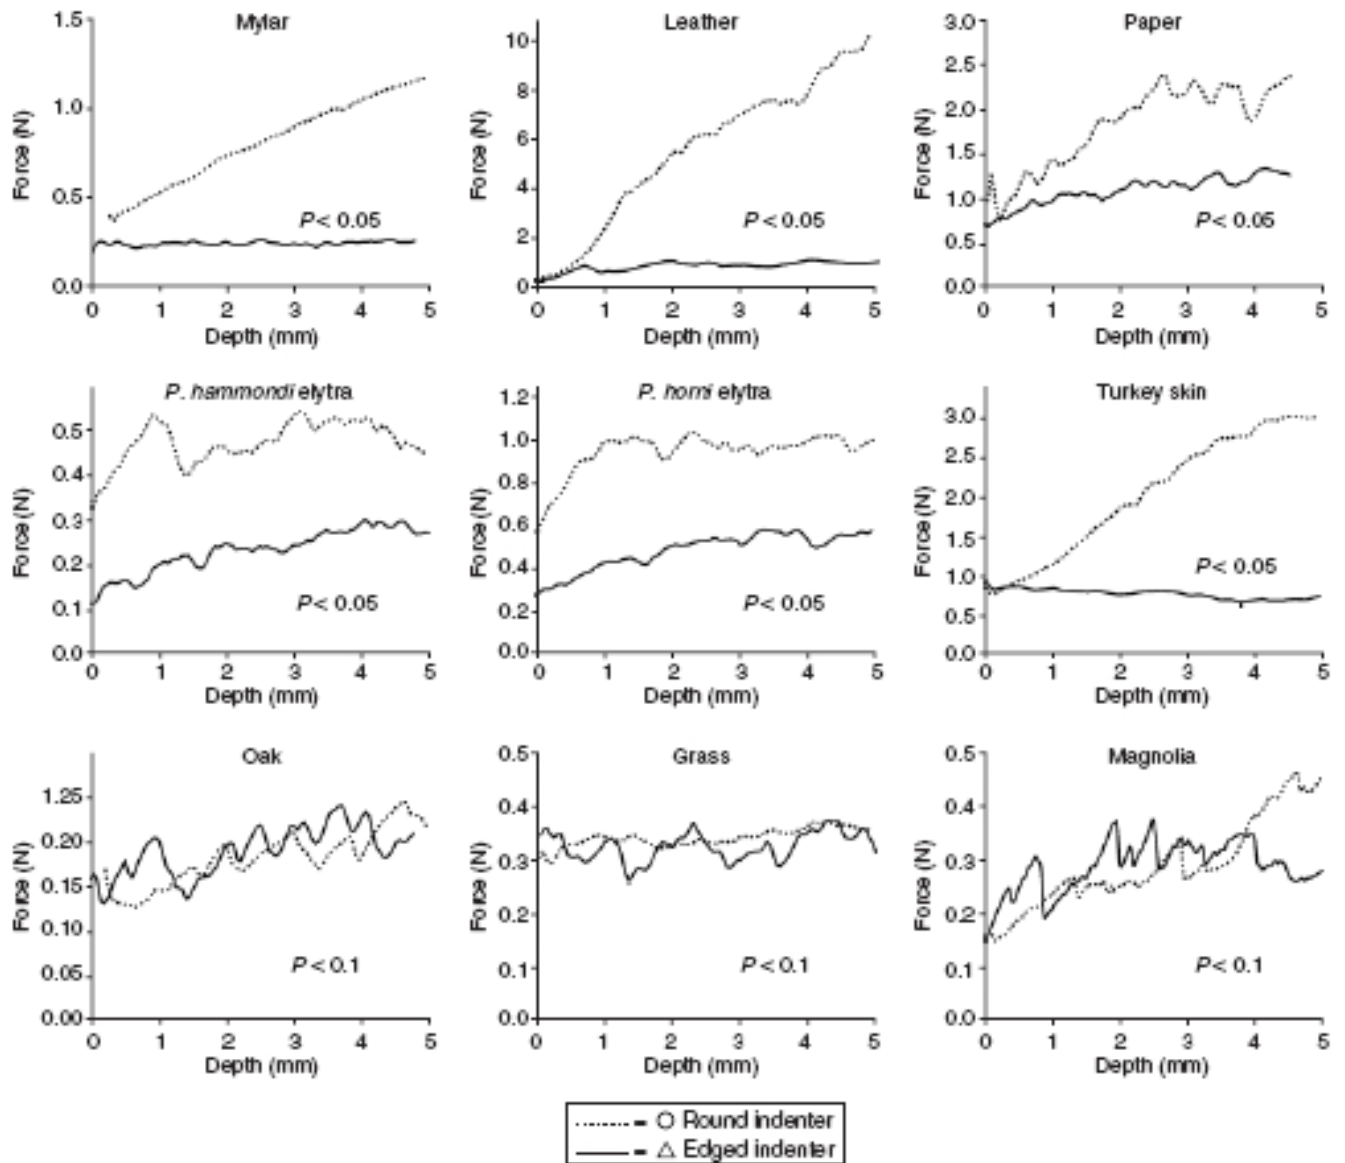 Mylar
1.5
1.0
0.5
0.0
Force (N)
P < 0.05
0 1 2 3 4 5
Depth (mm)
Leather
10
8
6
4
2
0
Force (N)
P < 0.05
0 1 2 3 4 5
Depth (mm)
Paper
3.0
2.5
2.0
1.5
1.0
0.5
0.0
Force (N)
P < 0.05
0 1 2 3 4 5
Depth (mm)
P. hammondi elytra
0.5
0.4
0.3
0.2
0.1
0.0
Force (N)
P < 0.05
0 1 2 3 4 5
Depth (mm)
P. horni elytra
1.2
1.0
0.8
0.6
0.4
0.2
0.0
Force (N)
P < 0.05
0 1 2 3 4 5
Depth (mm)
Turkey skin
3.0
2.5
2.0
1.5
1.0
0.5
0.0
Force (N)
P < 0.05
0 1 2 3 4 5
Depth (mm)
Oak
1.25
0.20
0.15
0.10
0.05
0.00
Force (N)
P < 0.1
0 1 2 3 4 5
Depth (mm)
Grass
0.5
0.4
0.3
0.2
0.1
0.0
Force (N)
P < 0.1
0 1 2 3 4 5
Depth (mm)
Magnolia
0.5
0.4
0.3
0.2
0.1
0.0
Force (N)
P < 0.1
0 1 2 3 4 5
Depth (mm)
= ○ Round indenter
= △ Edged indenter